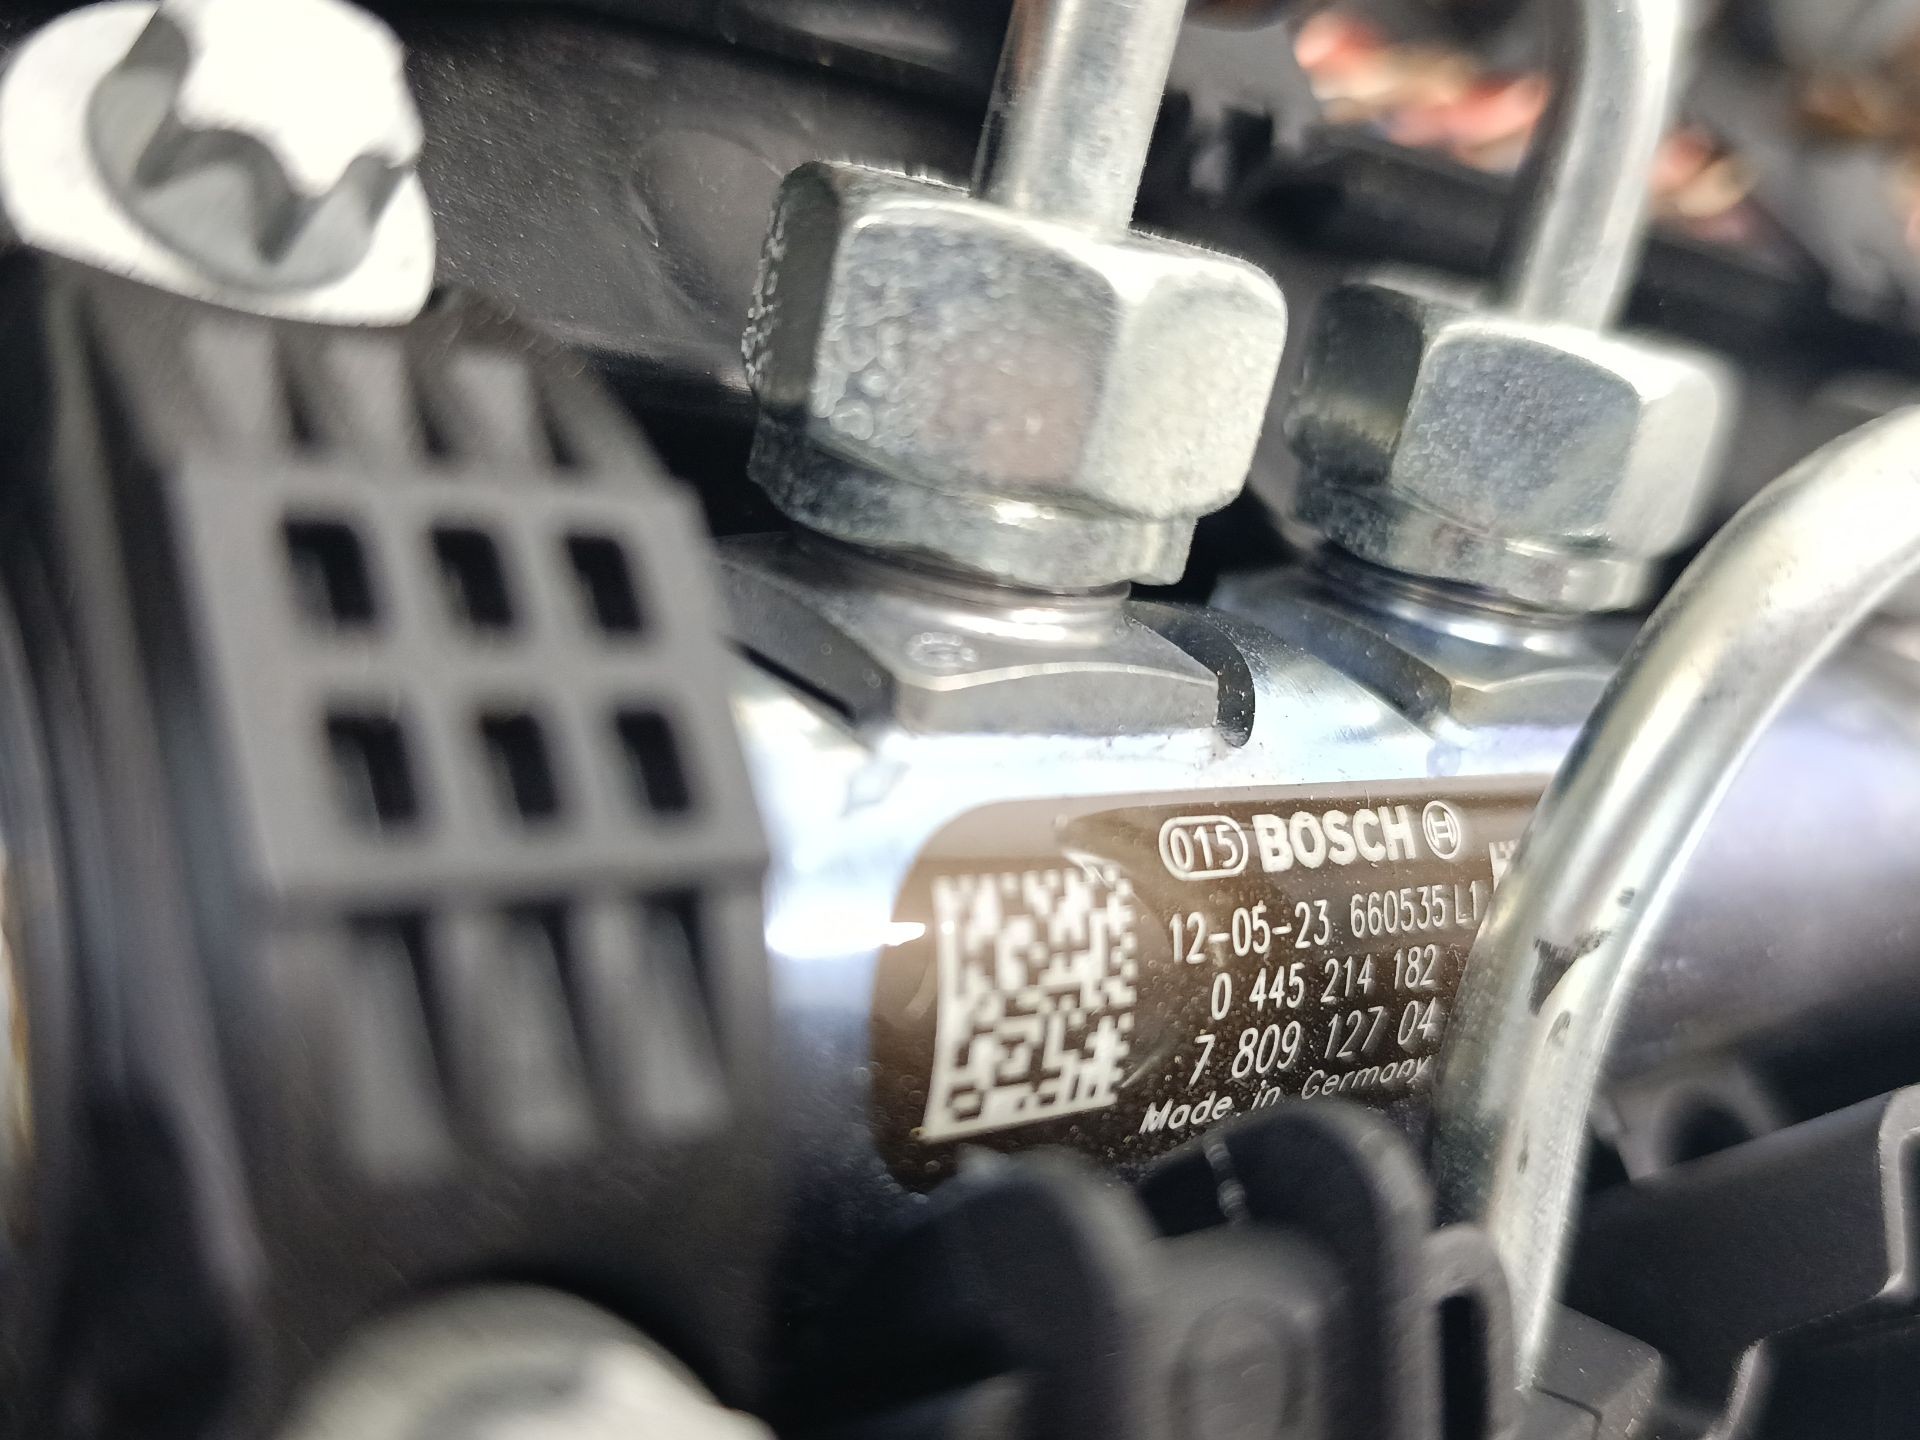 015 BOSCH
12-05-23 660535 L1
0 445 214 182
7 809 127 04
Made in Germany